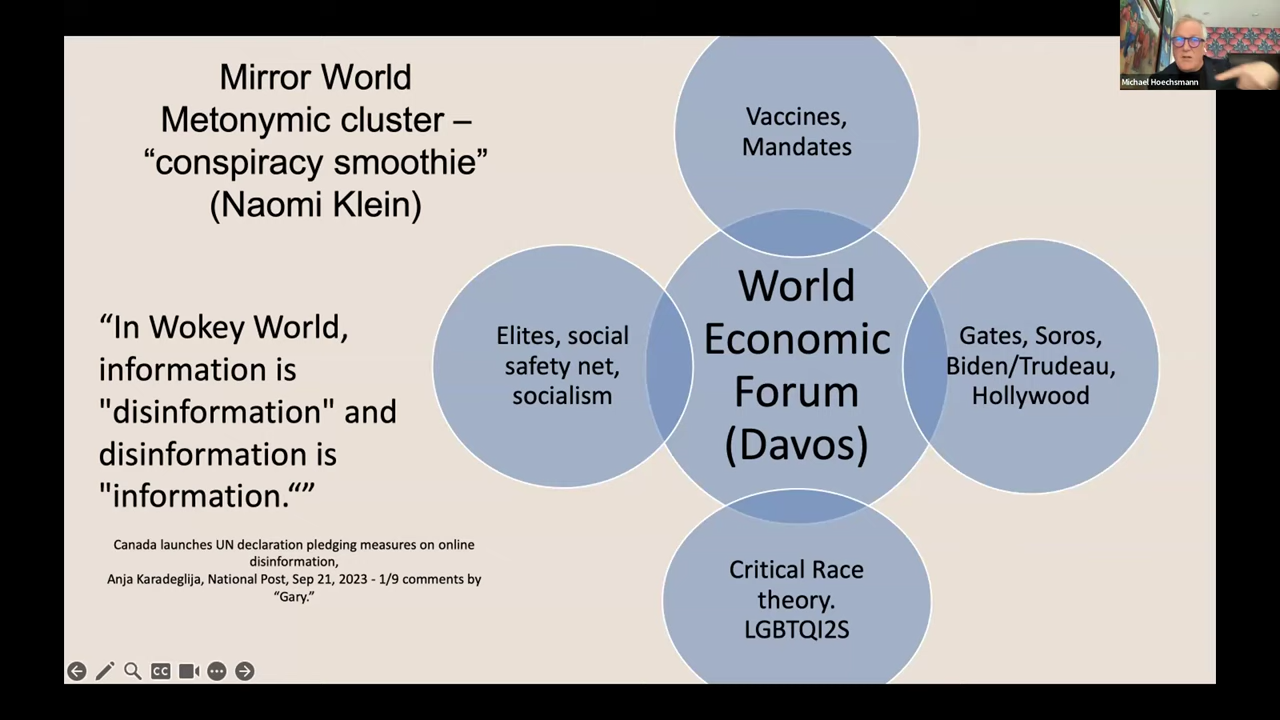 Mirror World
Metonymic cluster –
“conspiracy smoothie”
(Naomi Klein)
“In Wokey World,
information is
"disinformation" and
disinformation is
"information.“”
Canada launches UN declaration pledging measures on online
disinformation,
Anja Karadeglija, National Post, Sep 21, 2023 - 1/9 comments by
“Gary.”
Vaccines,
Mandates
Elites, social
safety net,
socialism
World
Economic
Forum
(Davos)
Gates, Soros,
Biden/Trudeau,
Hollywood
Critical Race
theory.
LGBTQI2S
Michael Hoechsmann
CC